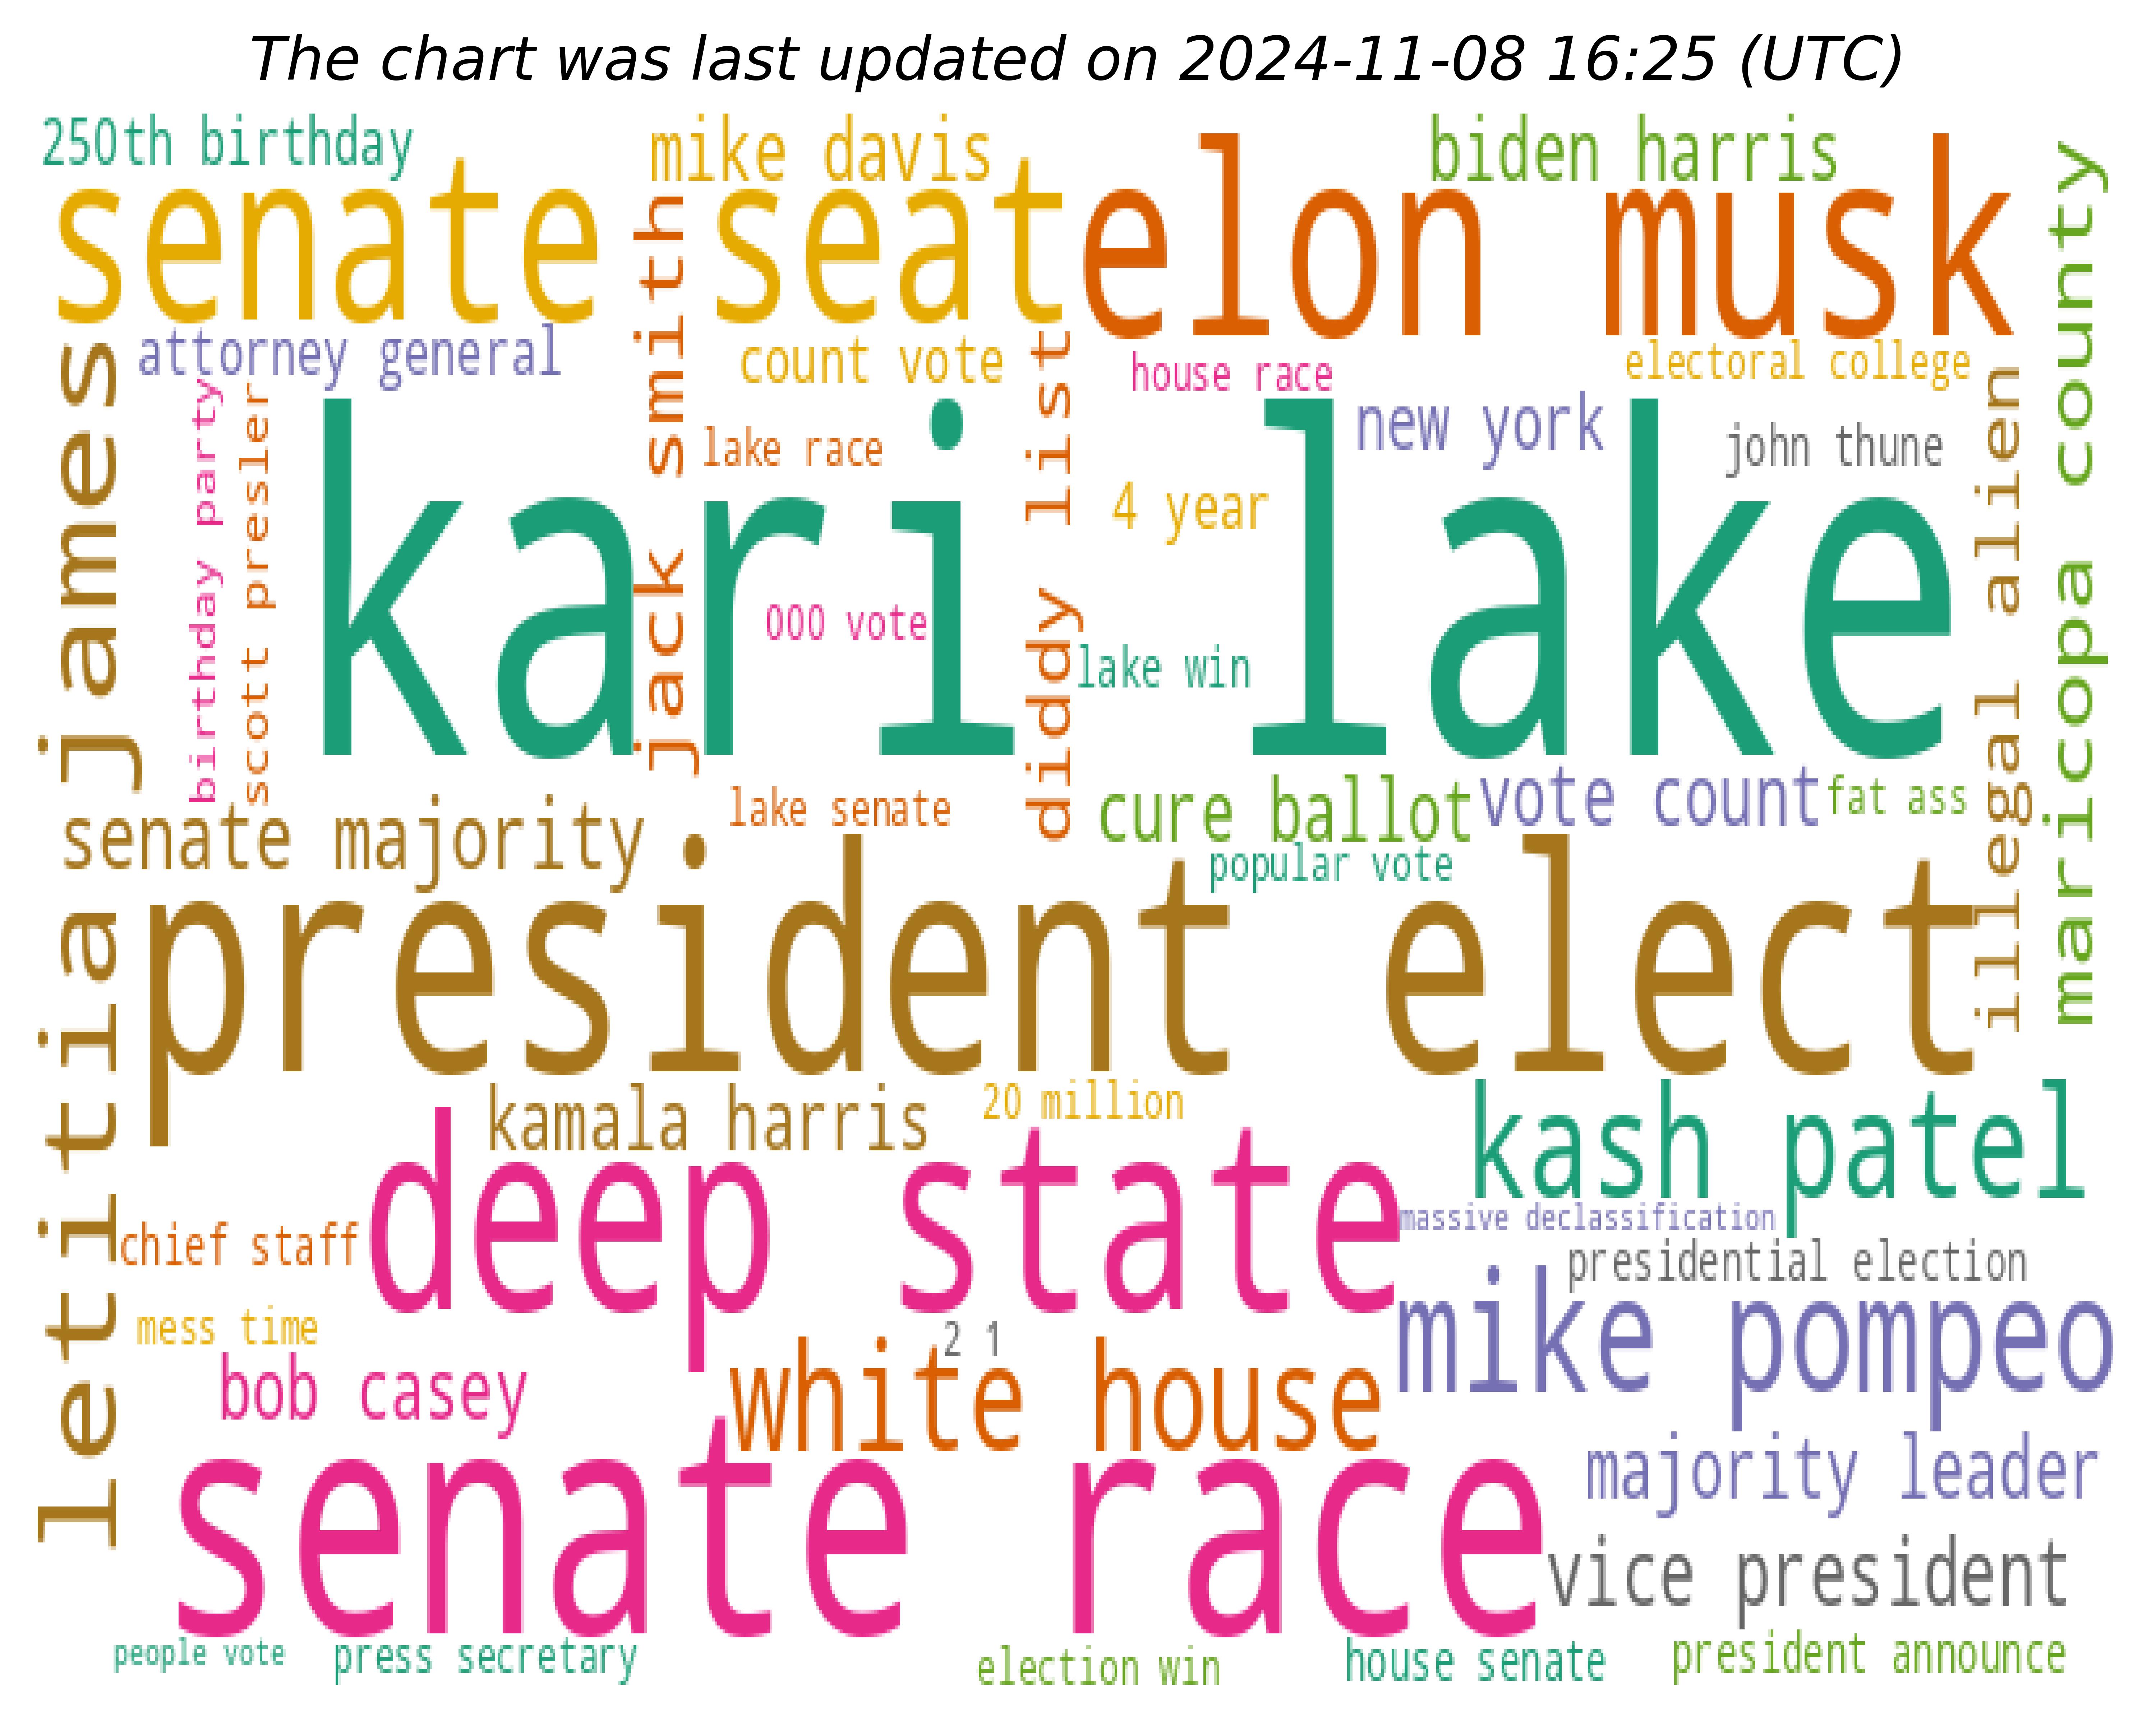 The chart was last updated on 2024-11-08 16:25 (UTC)
250th birthday
mike davis
biden harris
senate seat
elon musk
maricopa county
jack smith
letitia james
attorney general
count vote
diddy list
house race
electoral college
illegal alien
birthday party
scott presler
kari lake
lake race
new york
john thune
4 year
000 vote
lake win
senate majority
lake senate
cure ballot
vote count
fat ass
popular vote
president elect
kamala harris
20 million
kash patel
deep state
massive declassification
chief staff
presidential election
mike pompeo
mess time
2 1
white house
bob casey
majority leader
senate race
vice president
people vote
press secretary
election win
house senate
president announce